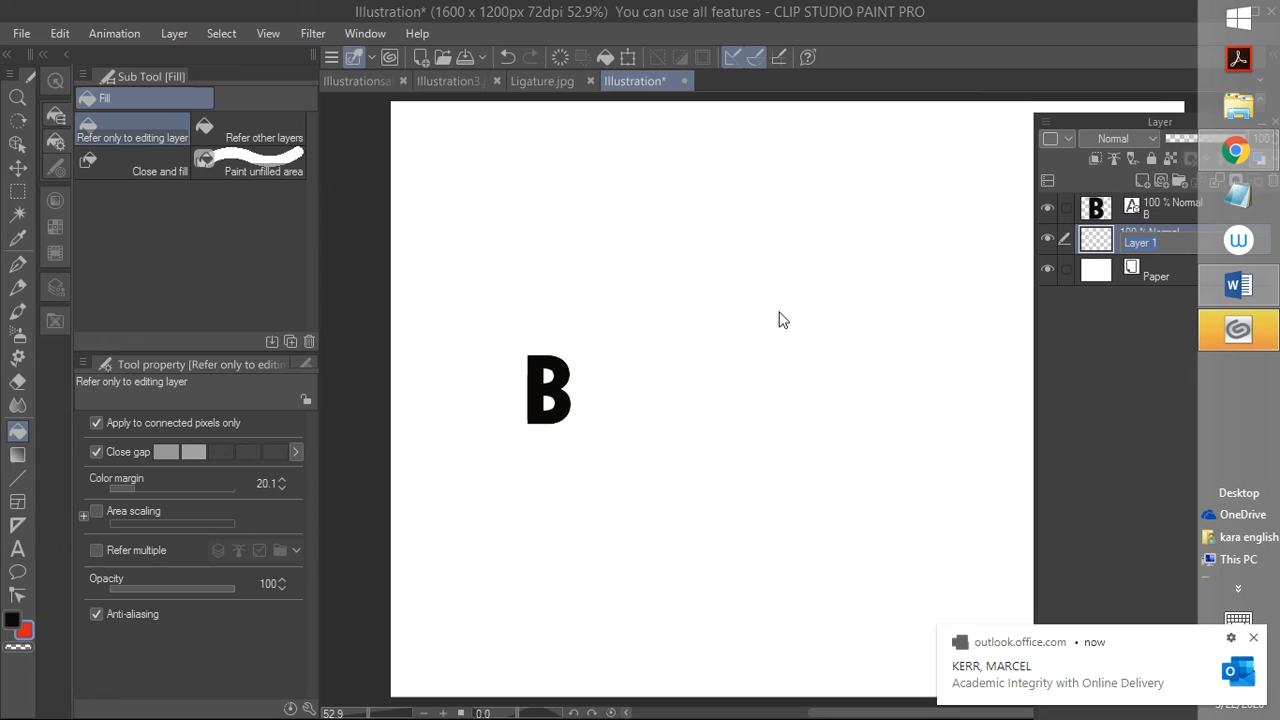 Illustration* (1600 x 1200px 72dpi 52.9%) You can use all features - CLIP STUDIO PAINT PRO
File Edit Animation Layer Select View Filter Window Help
Sub Tool [Fill]
Illustrationsa Illustration3.j Ligature.jpg Illustration*
Fill
Refer only to editing layer
Refer other layers
Close and fill
Paint unfilled area
Tool property [Refer only to editin
Refer only to editing layer
Apply to connected pixels only
Close gap
Color margin 20.1
Area scaling
Refer multiple
Opacity 100
Anti-aliasing
B
Layer
Normal 100
B A 100 % Normal
B
100 % Normal
Layer 1
Paper
W
W
Desktop
OneDrive
kara english
This PC
outlook.office.com • now
KERR, MARCEL
Academic Integrity with Online Delivery
52.9 0.0
A